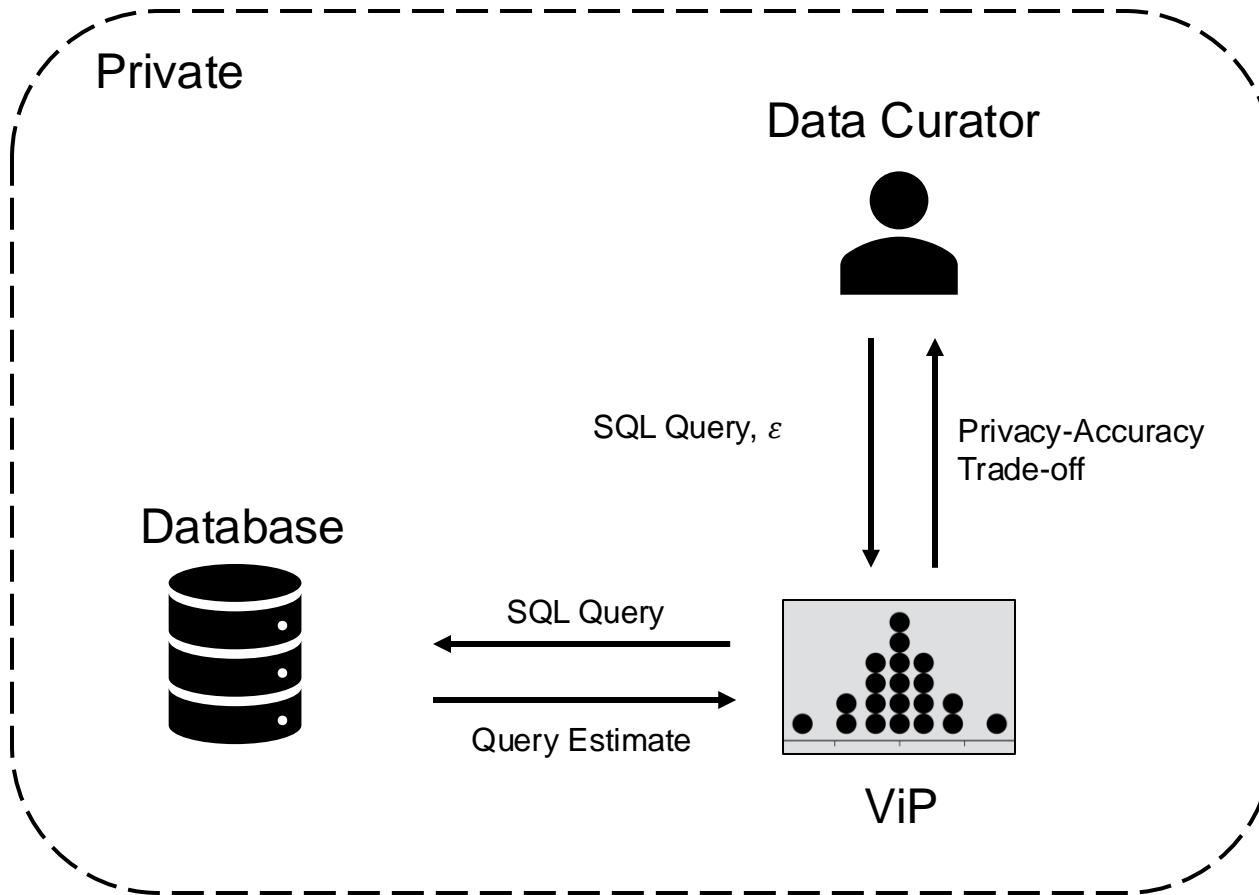 Private
Data Curator
SQL Query, ε
Privacy-Accuracy
Trade-off
Database
SQL Query
Query Estimate
ViP